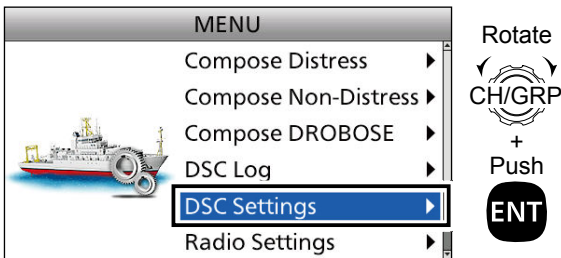 MENU
Compose Distress
Compose Non-Distress
Compose DROBOSE
DSC Log
DSC Settings
Radio Settings
Rotate
CH/GRP
+
Push
ENT